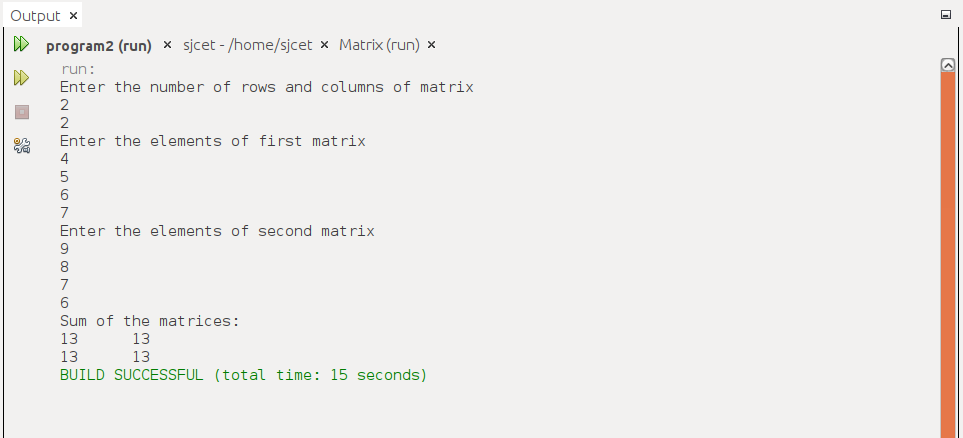 Output
program2 (run) sjcet - /home/sjcet Matrix (run)
run:
Enter the number of rows and columns of matrix
2
2
Enter the elements of first matrix
4
5
6
7
Enter the elements of second matrix
9
8
7
6
Sum of the matrices:
13 13
13 13
BUILD SUCCESSFUL (total time: 15 seconds)